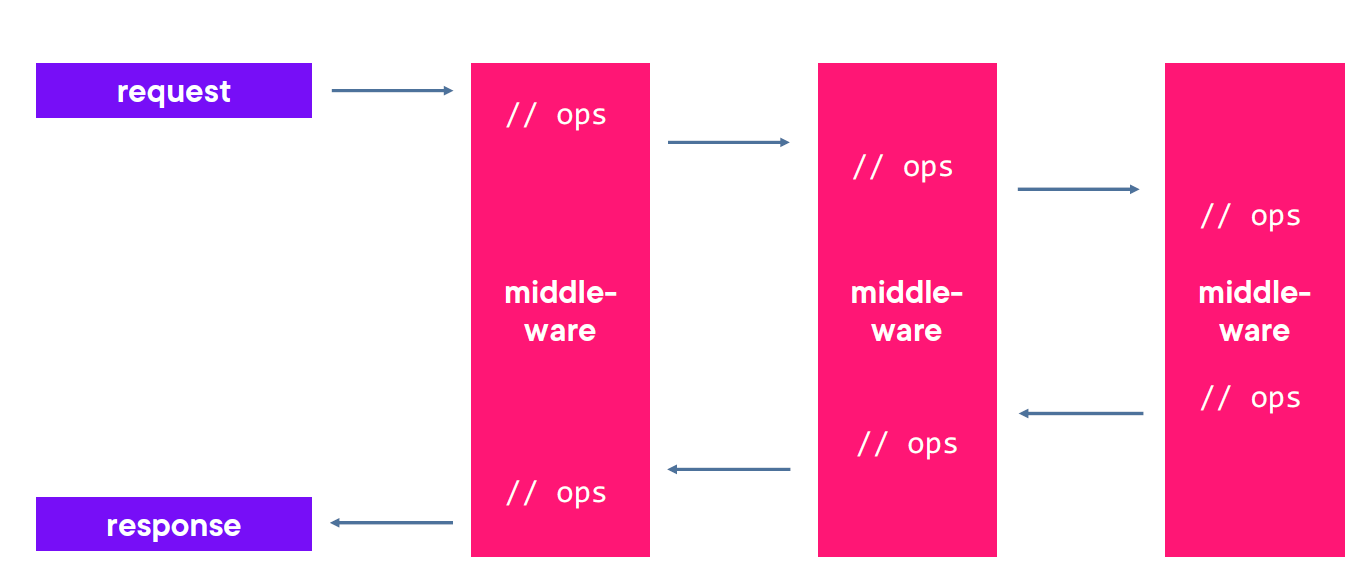 request
// ops
// ops
// ops
middle-
ware
middle-
ware
middle-
ware
// ops
// ops
// ops
response